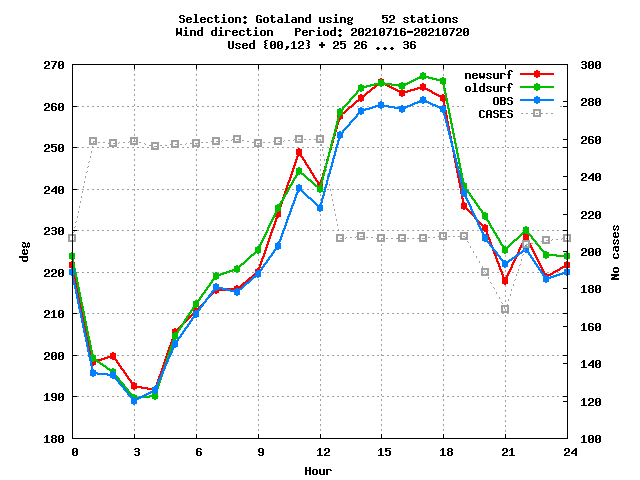 Selection: Gotaland using    52 stations
Wind direction   Period: 20210716-20210720
Used {00,12} + 25 26 ... 36
270 300
newsurf
oldsurf
OBS
CASES
260 280
250 260
240 240
230 220
deg No cases
220 200
210 180
200 160
190 140
180 120
100
0 3 6 9 12 15 18 21 24
Hour